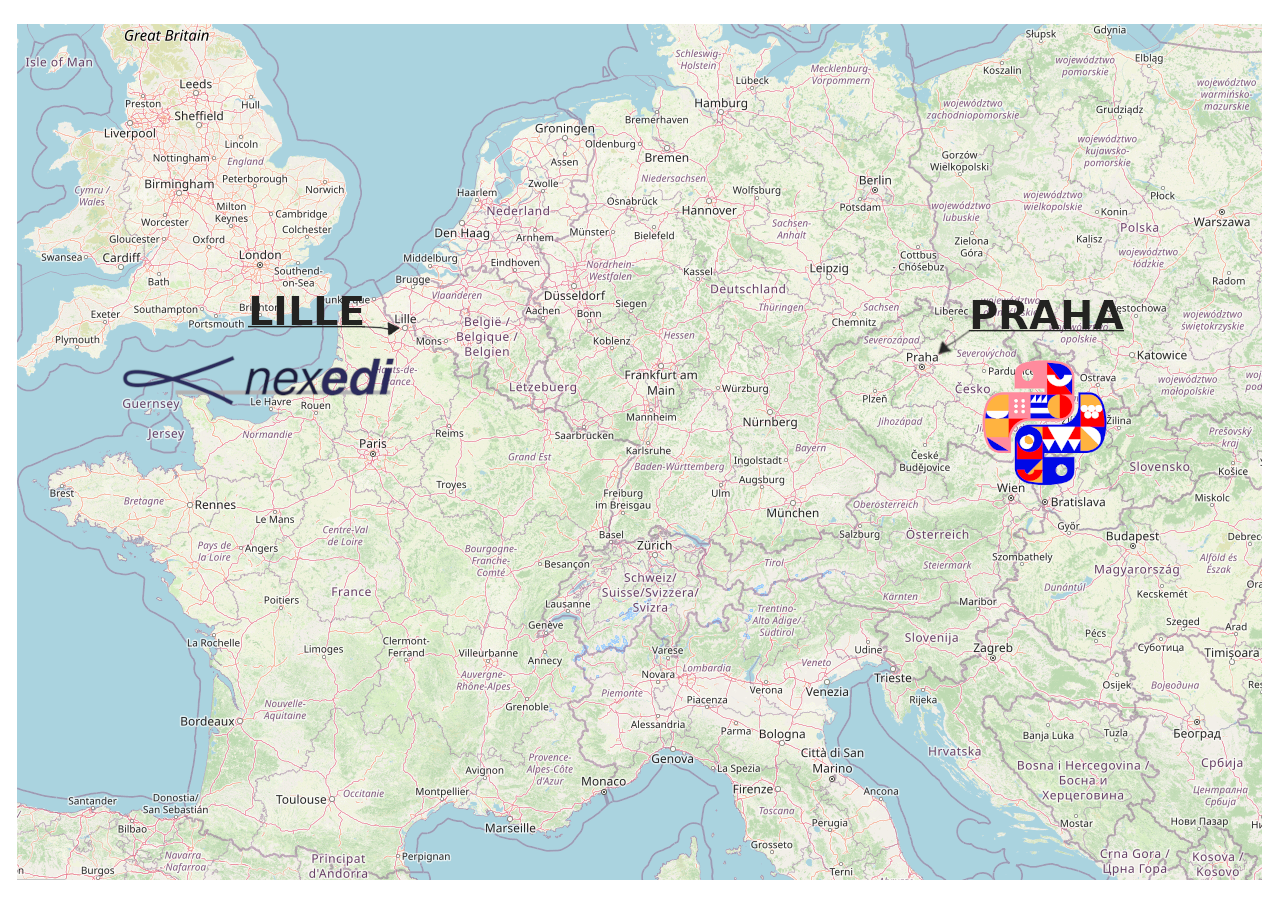 Great Britain
Słupsk
Gdynia
Isle of Man
Schleswig-
Holstein
Mecklenburg-
Vorpommern
Koszalin
województwo
pomorskie
Elbląg
Leeds
Preston
Hull
Lübeck
Hamburg
województwo
zachodniopomorskie
Grudziądz
województwo
warmińsko-
mazurskie
Sheffield
Liverpool
Bremerhaven
Groningen
Oldenburg
Lincoln
Nottingham
England
Assen
Bremen
Gorzów
Wielkopolski
województwo
kujawsko-
pomorskie
Birmingham
Peterborough
Norwich
Cymru /
Wales
Haarlem
Zwolle
Niedersachsen
Wolfsburg
Berlin
Potsdam
Płock
Milton
Keynes
Cambridge
Colchester
Nederland
Osnabrück
Hannover
województwo
lubuskie
województwo
wielkopolskie
Konin
Warszawa
Worcester
Gloucester
Oxford
Den Haag
Arnhem
Münster
Bielefeld
Sachsen-
Anhalt
Zielona
Góra
Kalisz
Polska
Swansea
Cardiff
London
Middelburg
Eindhoven
Nordrhein-
Westfalen
Kassel
Leipzig
Cottbus
- Chóśebuz
województwo
łódzkie
Bath
Southend-
on-Sea
Brugge
Vlaanderen
Düsseldorf
Siegen
Deutschland
Thüringen
Sachsen
Radom
Exeter
Southampton
Portsmouth
LILLE
Lille
Aachen
Bonn
Chemnitz
Liberec
PRAHA
województwo
świętokrzyskie
Plymouth
Mons
België /
Belgique /
Belgien
Koblenz
Hessen
Severozápad
Praha
Severovýchod
opolskie
Katowice
nexedi
Lëtzebuerg
Frankfurt am
Main
Würzburg
Plzeň
Česko
Ostrava
województwo
małopolskie
Guernsey
Le Havre
Rouen
Jersey
Normandie
Paris
Reims
Saarbrücken
Mannheim
Karlsruhe
Nürnberg
Jihozápad
Žilina
Prešovský
kraj
Grand Est
Baden-Württemberg
Bayern
Ingolstadt
České
Budějovice
Slovensko
Košice
Brest
Bretagne
Rennes
Troyes
Freiburg
im Breisgau
Ulm
Augsburg
München
Wien
Bratislava
Miskolc
Le Mans
Centre-Val
de Loire
Oberösterreich
Pays de
la Loire
Angers
Basel
Zürich
Salzburg
Österreich
Győr
Budapest
Bourgogne-
Franche-
Comté
Besançon
Tirol
Steiermark
Szombathely
Magyarország
Alföld és
Észak
France
Poitiers
Schweiz/
Suisse/Svizzera/
Svizra
Lausanne
Kärnten
Maribor
Dunántúl
Kecskemét
Genève
Trentino-
Alto Adige/
Südtirol
Slovenija
Pécs
Szeged
Arad
La Rochelle
Limoges
Clermont-
Ferrand
Villeurbanne
Annecy
Varese
Udine
Zagreb
Суботица
Timișoara
Auvergne-
Rhône-Alpes
Novara
Lombardia
Veneto
Trieste
Osijek
Војводина
Nouvelle-
Aquitaine
Grenoble
Piemonte
Piacenza
Verona
Venezia
Rijeka
Bordeaux
Alessandria
Parma
Bologna
Banja Luka
Tuzla
Београд
Provence-
Alpes-Côte
d'Azur
Genova
La Spezia
Città di San
Marino
Hrvatska
Bosna i Hercegovina /
Босна и
Херцеговина
Србија
Santander
Donostia/
San Sebastián
Toulouse
Occitanie
Montpellier
Avignon
Monaco
Firenze
Ancona
Централна
Србија
Bilbao
Marseille
Toscana
Perugia
Mostar
Нови Пазар
Burgos
Navarra -
Nafarroa
Principat
d'Andorra
Perpignan
Grosseto
Terni
Crna Gora /
Црна Гора
Kosova /
Kosovo